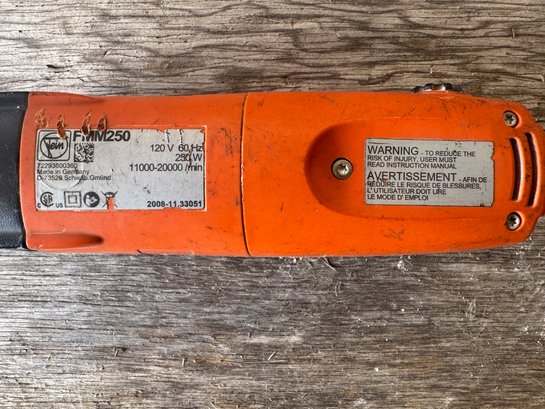 Fein
FMM250
120 V 60 Hz
250 W
11000-20000 /min
72293600360
Made in Germany
D-73529 Schwäb.Gmünd
2008-11.33051
WARNING - TO REDUCE THE
RISK OF INJURY, USER MUST
READ INSTRUCTION MANUAL
AVERTISSEMENT - AFIN DE
RÉDUIRE LE RISQUE DE BLESSURES,
L' UTILISATEUR DOIT LIRE
LE MODE D' EMPLOI